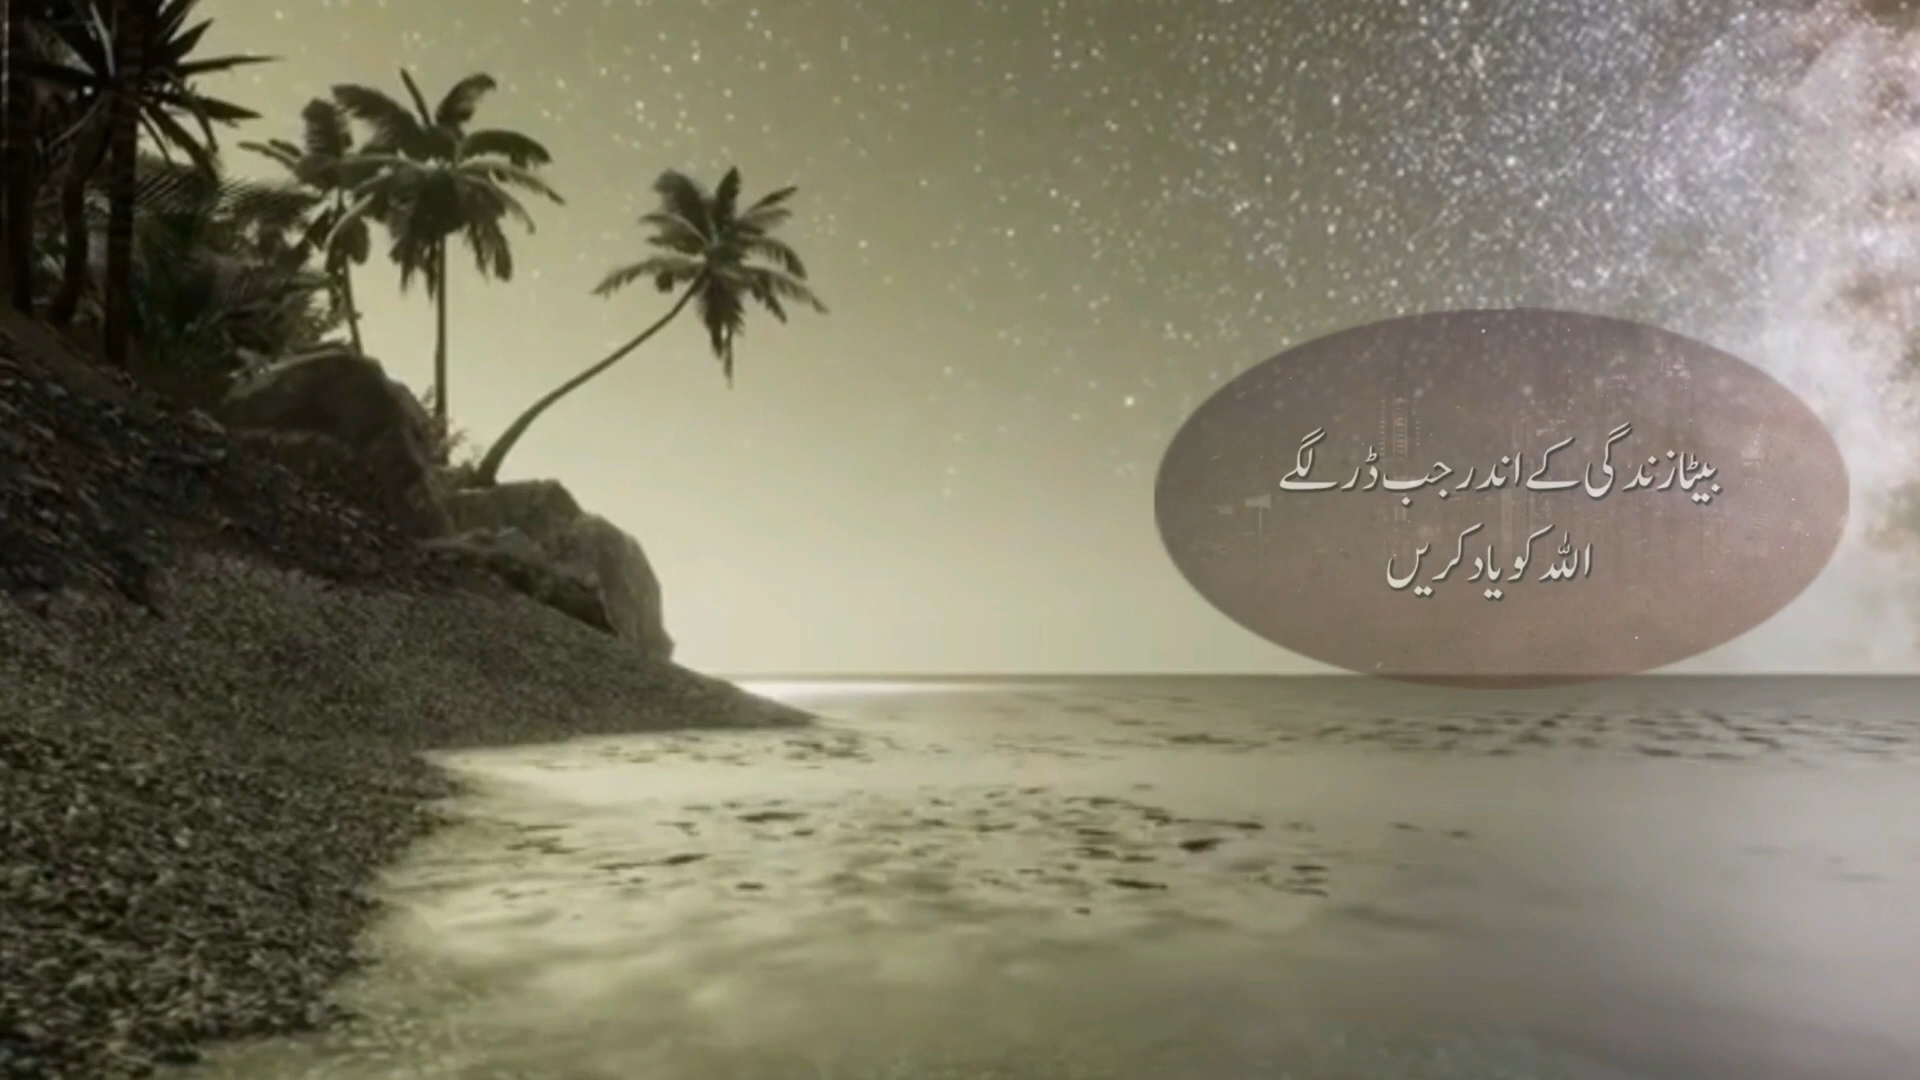 بیٹا زندگی کے اندر جب ڈر لگے
اللہ کو یاد کریں